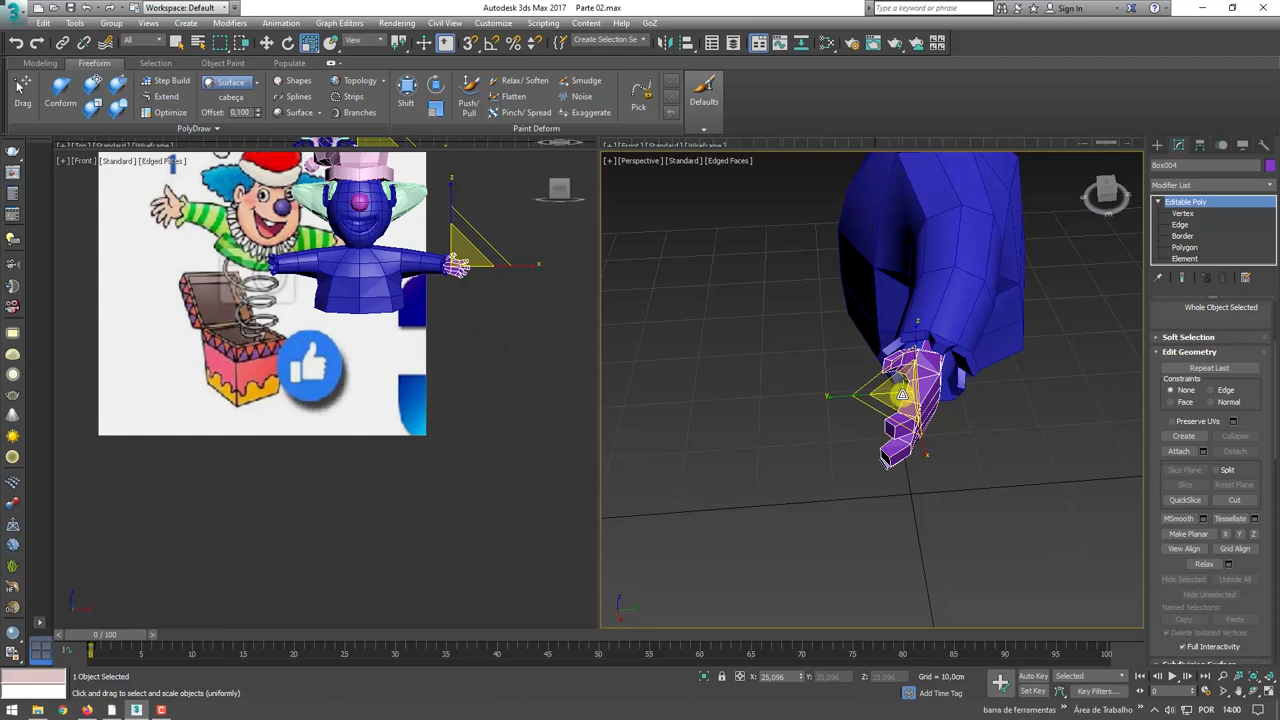 Autodesk 3ds Max 2017    Parte 02.max
Workspace: Default
Type a keyword or phrase
Sign In
Edit Tools Group Views Create Modifiers Animation Graph Editors Rendering Civil View Customize Scripting Content Help GoZ
All View Create Selection Se
Modeling Freeform Selection Object Paint Populate
Drag Conform Step Build Surface Shapes Topology Shift Relax/ Soften Smudge Push/ Pull Pick Defaults
Extend cabeça Splines Strips Flatten Noise
Optimize Offset: 0,100 Surface Branches Pinch/ Spread Exaggerate
PolyDraw Paint Deform
[+] [Front] [Standard] [Edged Faces]
[+] [Perspective] [Standard] [Edged Faces]
Box004
Modifier List
Editable Poly
Vertex
Edge
Border
Polygon
Element
Whole Object Selected
Soft Selection
Edit Geometry
Repeat Last
Constraints
None Edge
Face Normal
Preserve UVs
Create Collapse
Attach Detach
Slice Plane Split
Slice Reset Plane
QuickSlice Cut
MSmooth Tessellate
Make Planar X Y Z
View Align Grid Align
Relax
Hide Selected Unhide All
Hide Unselected
Named Selections:
Copy Paste
Delete Isolated Vertices
Full Interactivity
0 / 100
0 5 10 15 20 25 30 35 40 45 50 55 60 65 70 75 80 85 90 95 100
1 Object Selected
X: 25,096 Y: 25,096 Z: 25,096 Grid = 10,0cm
Auto Key Selected
Click and drag to select and scale objects (uniformly)
Add Time Tag
Set Key Key Filters... 0
barra de ferramentas Área de Trabalho POR 14:00